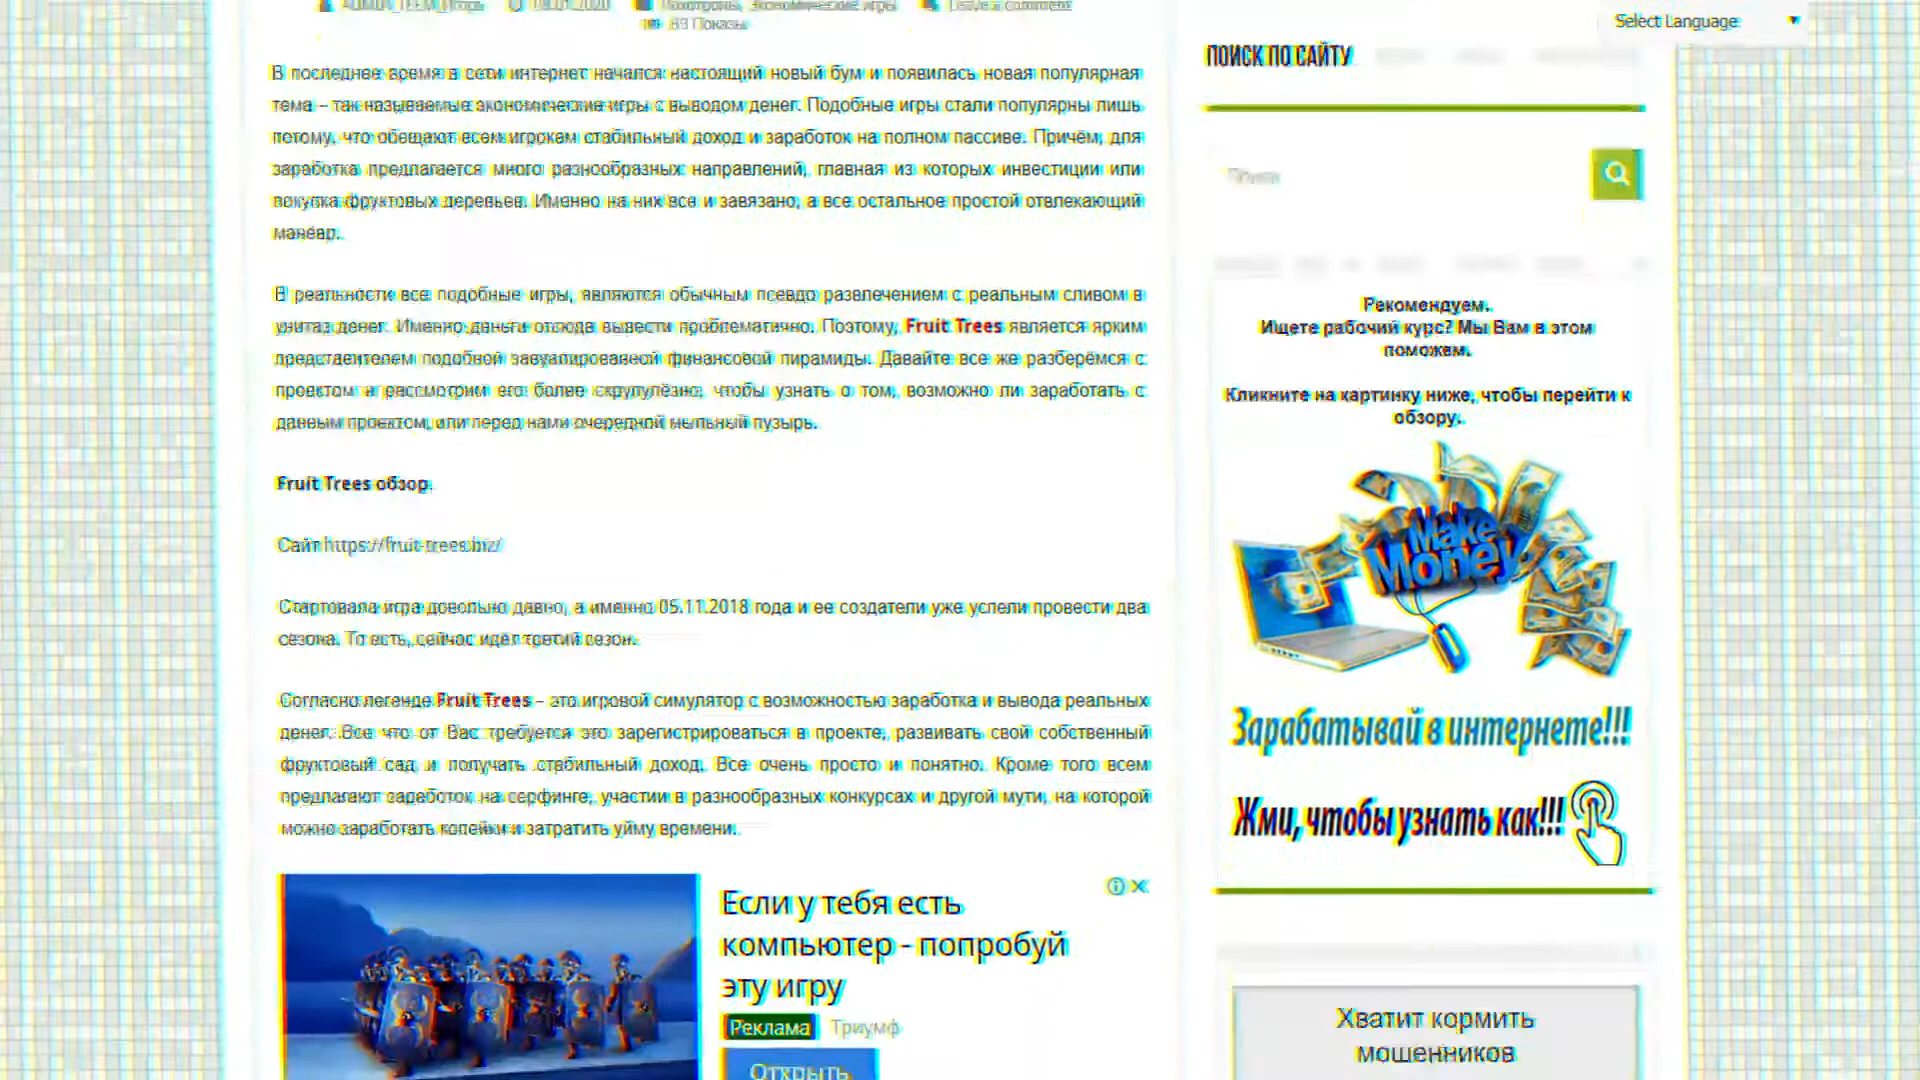 89 Показы
Select Language
ПОИСК ПО САЙТУ
В последнее время в сети интернет начался настоящий новый бум и появилась новая популярная
тема – так называемые экономические игры с выводом денег. Подобные игры стали популярны лишь
потому, что обещают всем игрокам стабильный доход и заработок на полном пассиве. Причём, для
заработка предлагается много разнообразных направлений, главная из которых инвестиции или
покупка фруктовых деревьев. Именно на них все и завязано, а все остальное простой отвлекающий
манёвр.
В реальности все подобные игры, являются обычным псевдо развлечением с реальным сливом в
унитаз денег. Именно деньги отсюда вывести проблематично. Поэтому, Fruit Trees является ярким
представителем подобной завуалированной финансовой пирамиды. Давайте все же разберёмся с
проектом и рассмотрим его более скрупулёзно, чтобы узнать о том, возможно ли заработать с
данным проектом, или перед нами очередной мыльный пузырь.
Fruit Trees обзор.
Сайт https://fruit-trees.biz/
Стартовала игра довольно давно, а именно 05.11.2018 года и ее создатели уже успели провести два
сезона. То есть, сейчас идёт третий сезон.
Согласно легенде Fruit Trees – это игровой симулятор с возможностью заработка и вывода реальных
денег. Все что от Вас требуется это зарегистрироваться в проекте, развивать свой собственный
фруктовый сад и получать стабильный доход. Все очень просто и понятно. Кроме того всем
предлагают заработок на серфинге, участии в разнообразных конкурсах и другой мути, на которой
можно заработать копейки и затратить уйму времени.
Если у тебя есть
компьютер - попробуй
эту игру
Реклама Триумф
Открыть
Поиск
Рекомендуем.
Ищете рабочий курс? Мы Вам в этом
поможем.
Кликните на картинку ниже, чтобы перейти к
обзору.
Make
Money
Зарабатывай в интернете!!!
Жми, чтобы узнать как!!!
Хватит кормить
мошенников